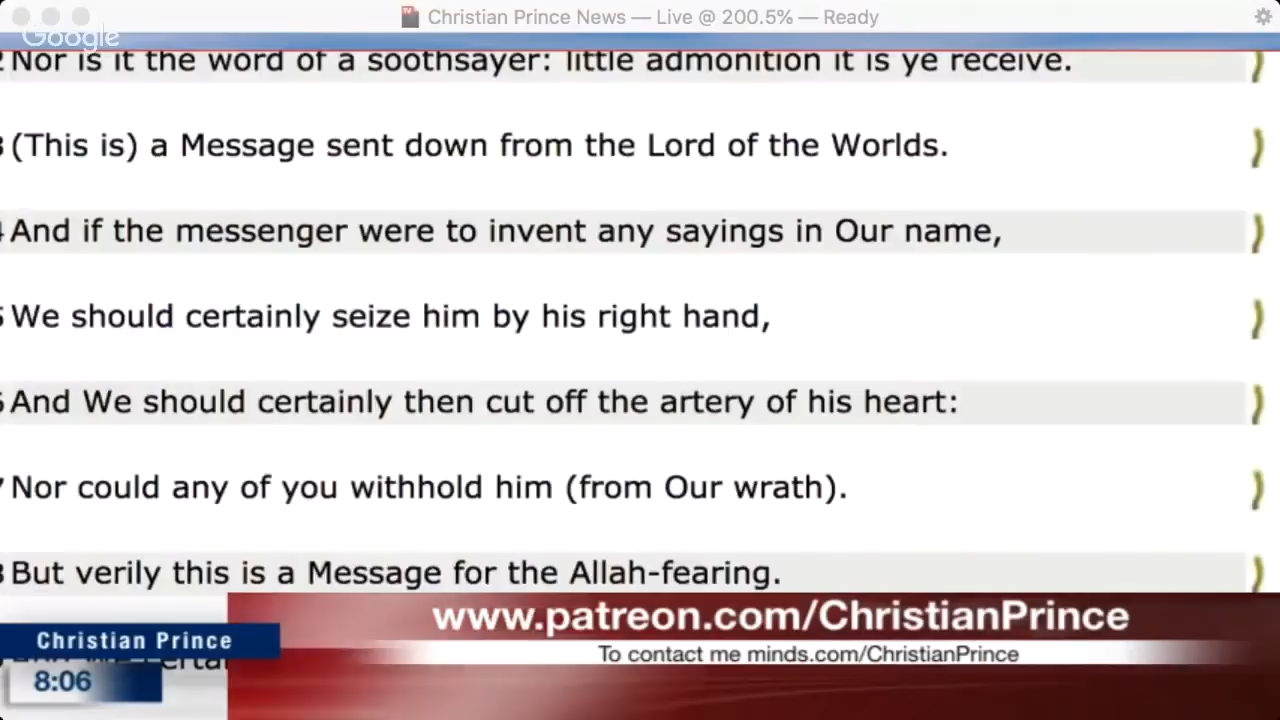 Christian Prince News — Live @ 200.5% — Ready
Google
Nor is it the word of a soothsayer: little admonition it is ye receive.
(This is) a Message sent down from the Lord of the Worlds.
And if the messenger were to invent any sayings in Our name,
We should certainly seize him by his right hand,
And We should certainly then cut off the artery of his heart:
Nor could any of you withhold him (from Our wrath).
But verily this is a Message for the Allah-fearing.
www.patreon.com/ChristianPrince
Christian Prince
To contact me minds.com/ChristianPrince
8:06